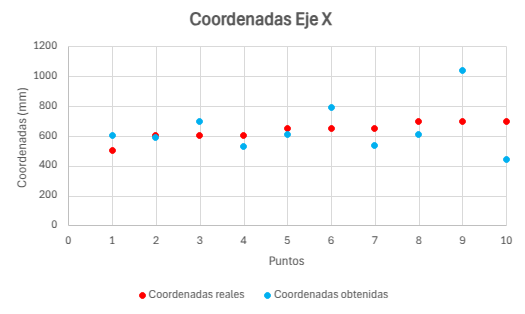 Coordenadas Eje X
1200
1000
800
600
400
200
0
Coordenadas (mm)
0 1 2 3 4 5 6 7 8 9 10
Puntos
Coordenadas reales Coordenadas obtenidas